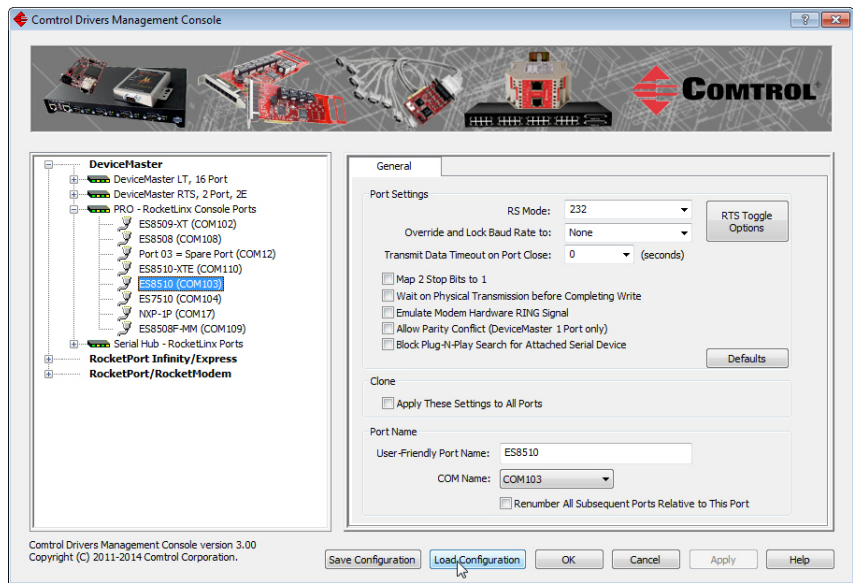 Comtrol Drivers Management Console
COMTROL
DeviceMaster
DeviceMaster LT, 16 Port
DeviceMaster RTS, 2 Port, 2E
PRO - RocketLinx Console Ports
ES8509-XT (COM102)
ES8508 (COM108)
Port 03 = Spare Port (COM12)
ES8510-XTE (COM110)
ES8510 (COM103)
ES7510 (COM104)
NXP-1P (COM17)
ES8508F-MM (COM109)
Serial Hub - RocketLinx Ports
RocketPort Infinity/Express
RocketPort/RocketModem
General
Port Settings
RS Mode: 232
RTS Toggle
Options
Override and Lock Baud Rate to: None
Transmit Data Timeout on Port Close: 0 (seconds)
Map 2 Stop Bits to 1
Wait on Physical Transmission before Completing Write
Emulate Modem Hardware RING Signal
Allow Parity Conflict (DeviceMaster 1 Port only)
Block Plug-N-Play Search for Attached Serial Device
Defaults
Clone
Apply These Settings to All Ports
Port Name
User-Friendly Port Name: ES8510
COM Name: COM103
Renumber All Subsequent Ports Relative to This Port
Comtrol Drivers Management Console version 3.00
Copyright (C) 2011-2014 Comtrol Corporation.
Save Configuration Load Configuration OK Cancel Apply Help